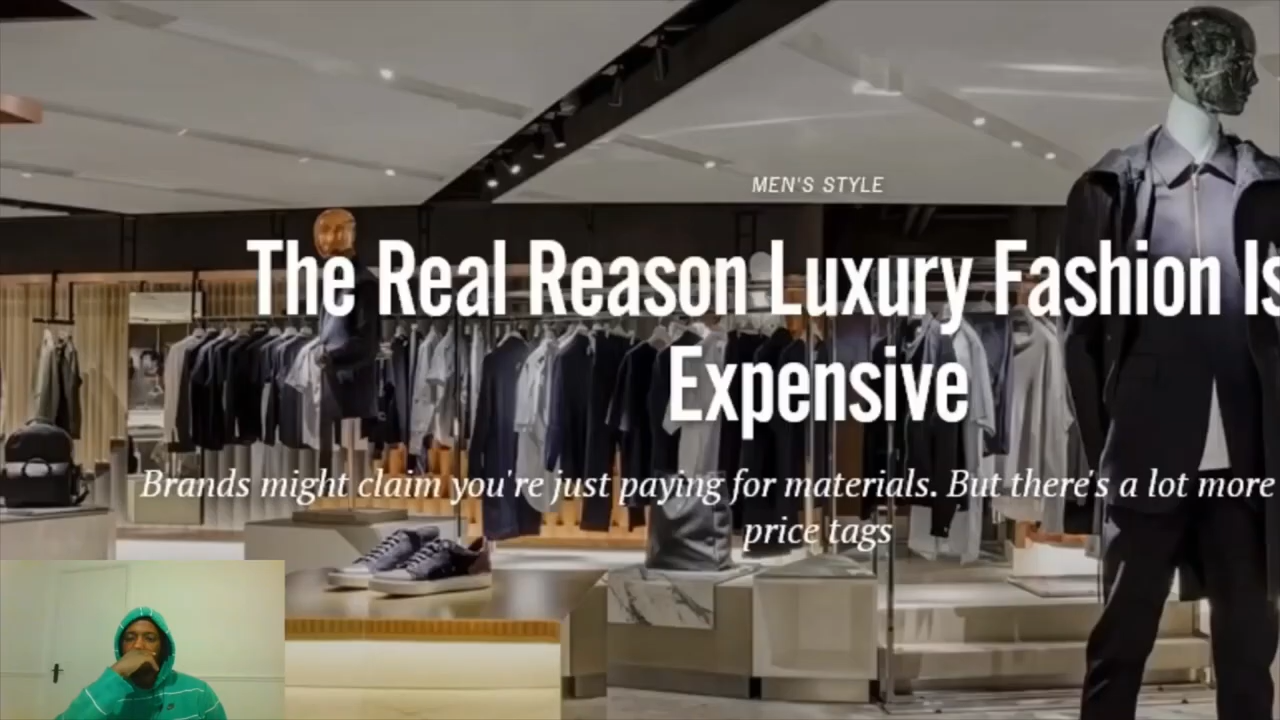 MEN'S STYLE
The Real Reason Luxury Fashion Is
Expensive
Brands might claim you're just paying for materials. But there's a lot more
price tags